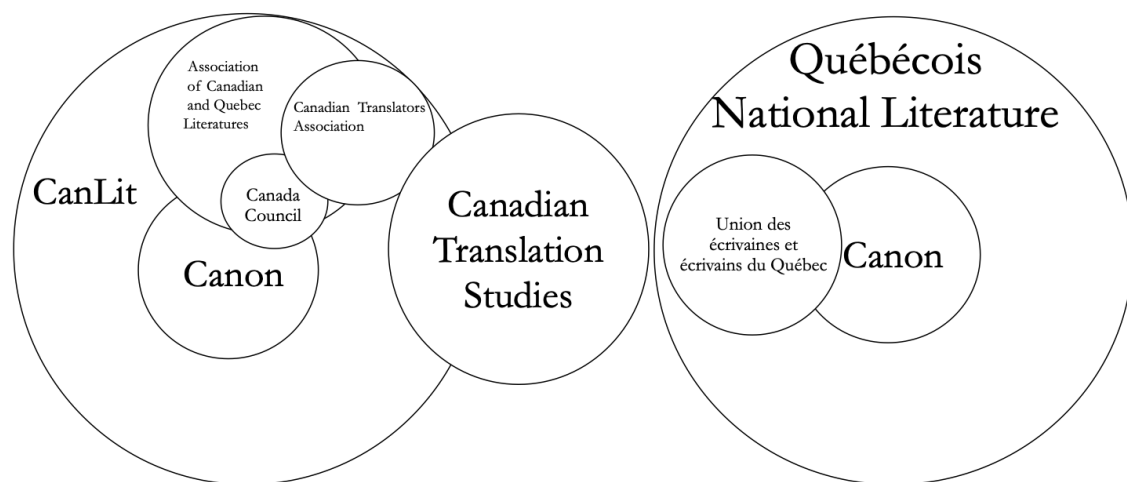 Association
of Canadian
and Quebec
Literatures
Canadian Translators
Association
CanLit
Canada
Council
Canon
Canadian
Translation
Studies
Québécois
National Literature
Union des
écrivaines et
écrivains du Québec
Canon